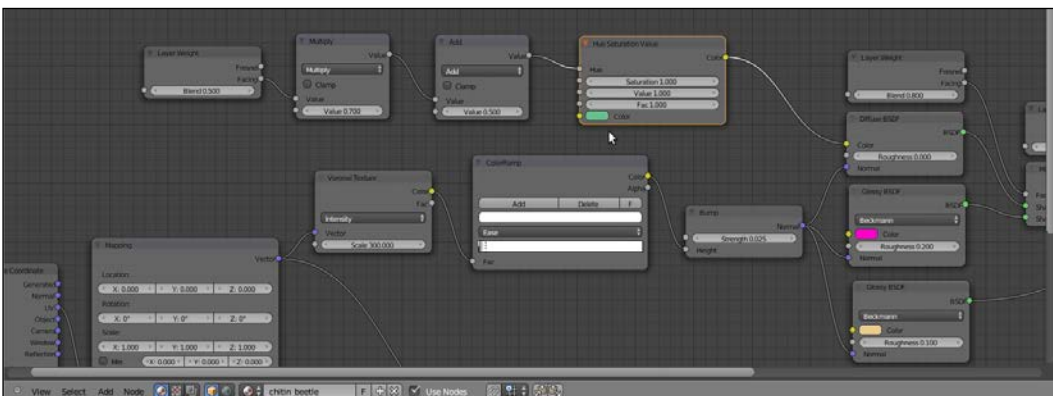 Layer Weight
Fresnel
Facing
Blend 0.500
Multiply
Value
Multiply
Clamp
Value
Value 0.700
Add
Value
Add
Clamp
Value
Value 0.500
Hue Saturation Value
Color
Hue
Saturation 1.000
Value 1.000
Fac 1.000
Color
Layer Weight
Fresnel
Facing
Blend 0.800
Diffuse BSDF
BSDF
Color
Roughness 0.000
Normal
Voronoi Texture
Color
Fac
Intensity
Vector
Scale 300.000
ColorRamp
Color
Alpha
Add Delete F
Ease
Fac
Bump
Normal
Strength 0.025
Height
Glossy BSDF
BSDF
Beckmann
Color
Roughness 0.200
Normal
Mapping
Vector
Location:
X: 0.000 Y: 0.000 Z: 0.000
Rotation:
X: 0° Y: 0° Z: 0°
Scale:
X: 1.000 Y: 1.000 Z: 1.000
Min X: 0.000 Y: 0.000 Z: 0.000
e Coordinate
Generated
Normal
UV
Object
Camera
Window
Reflection
Glossy BSDF
BSDF
Beckmann
Color
Roughness 0.100
Normal
Fac
Sha
Sha
View Select Add Node chitin_beetle F Use Nodes